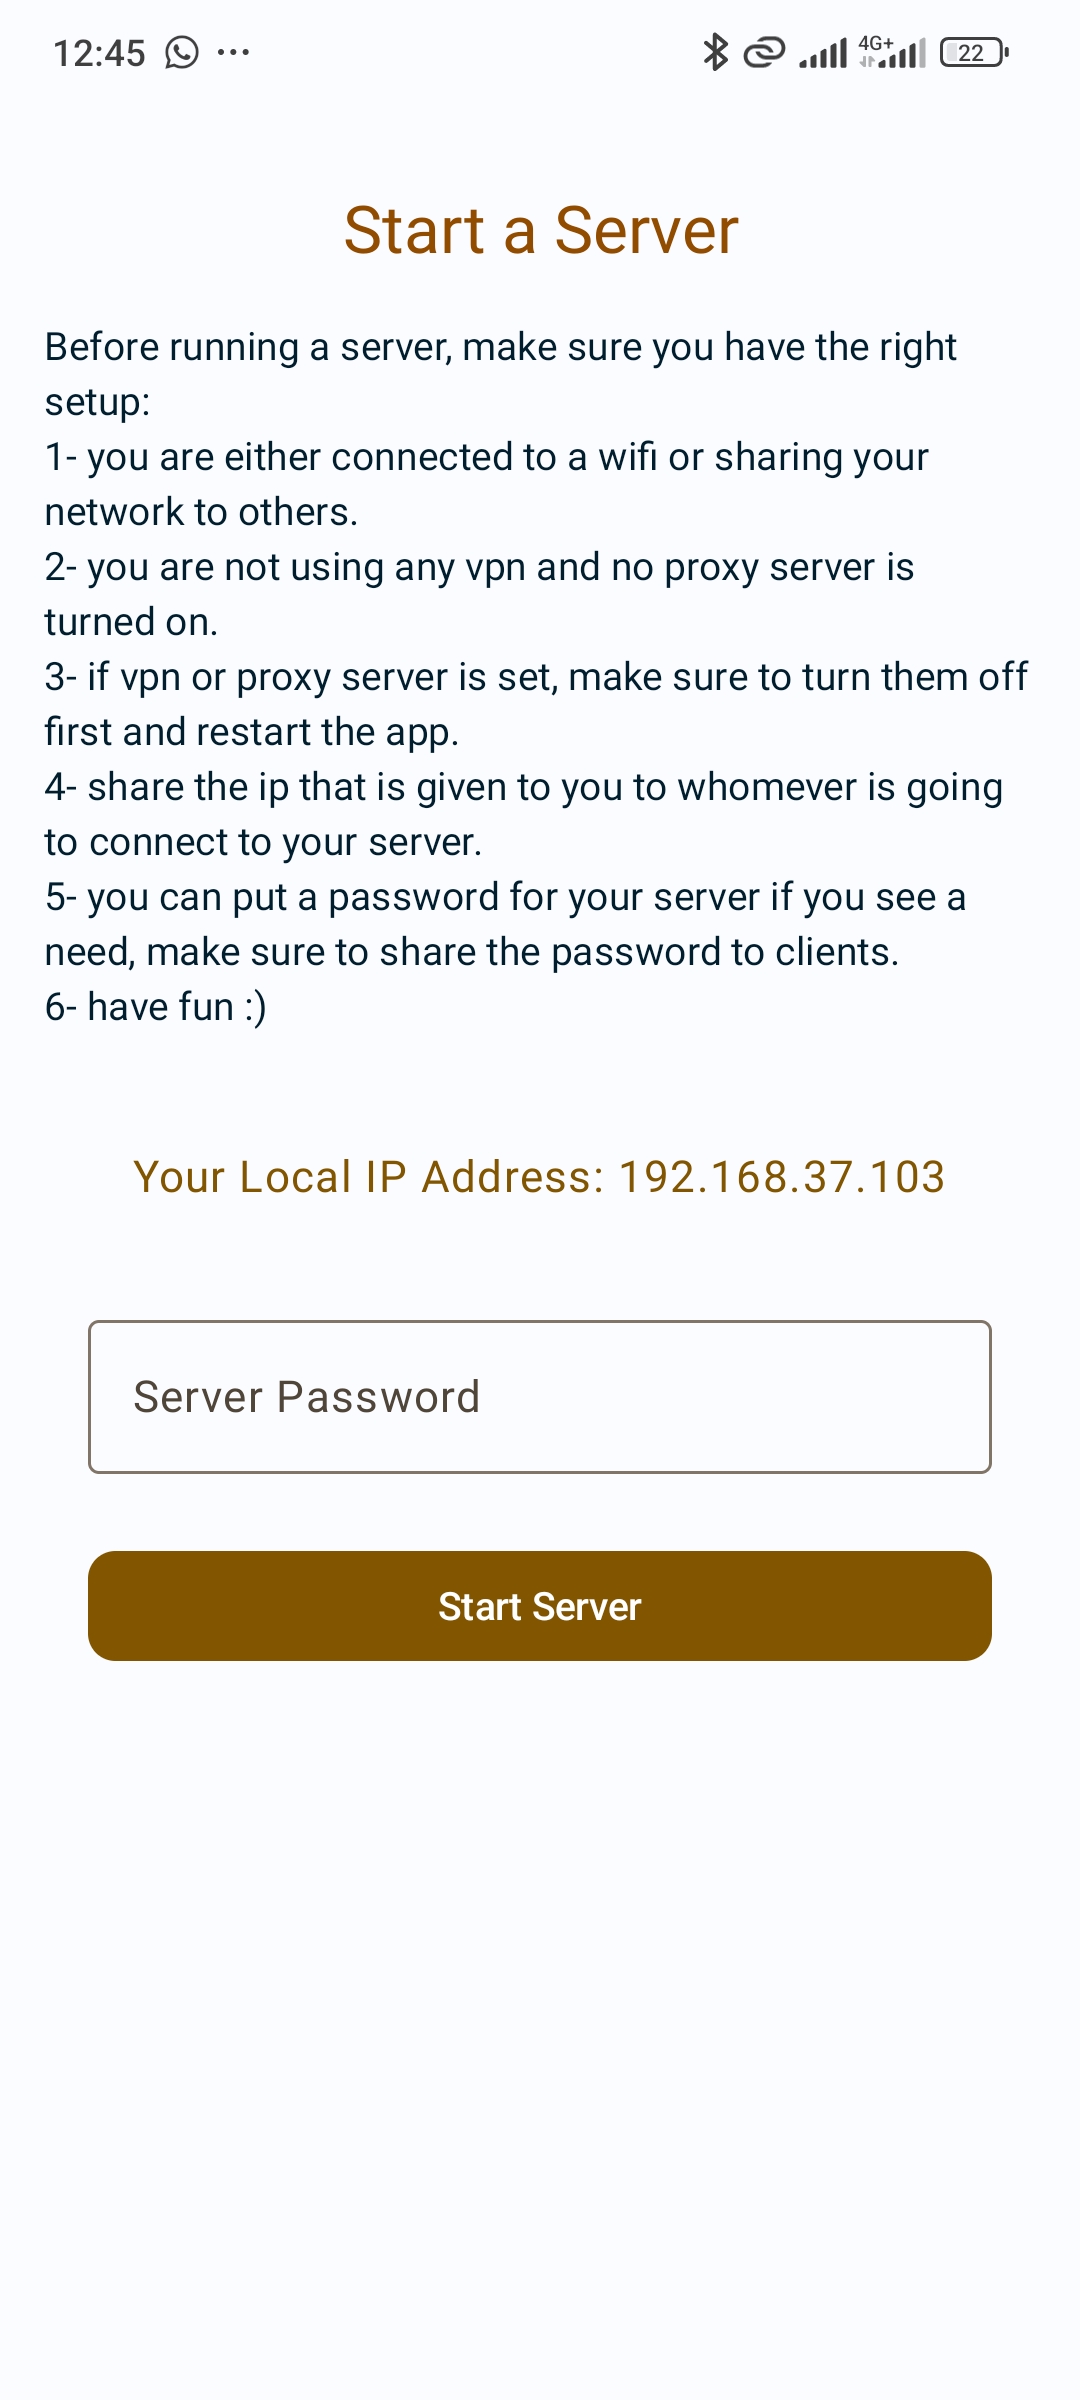 12:45
4G+
22
Start a Server
Before running a server, make sure you have the right
setup:
1- you are either connected to a wifi or sharing your
network to others.
2- you are not using any vpn and no proxy server is
turned on.
3- if vpn or proxy server is set, make sure to turn them off
first and restart the app.
4- share the ip that is given to you to whomever is going
to connect to your server.
5- you can put a password for your server if you see a
need, make sure to share the password to clients.
6- have fun :)
Your Local IP Address: 192.168.37.103
Server Password
Start Server